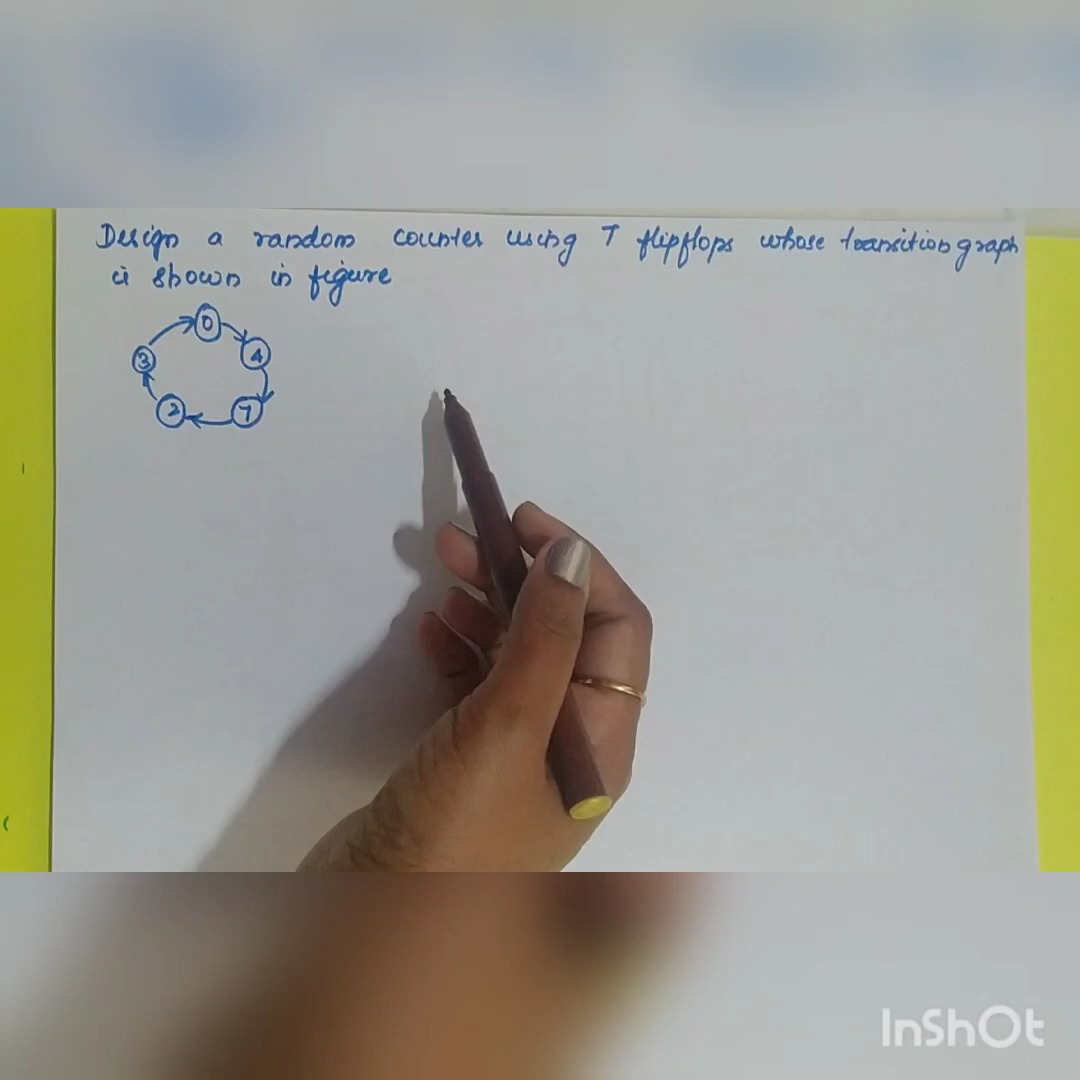 Design a random counter using T flipflops whose transition graph
is shown in figure
0
3
4
2
7
InShOt